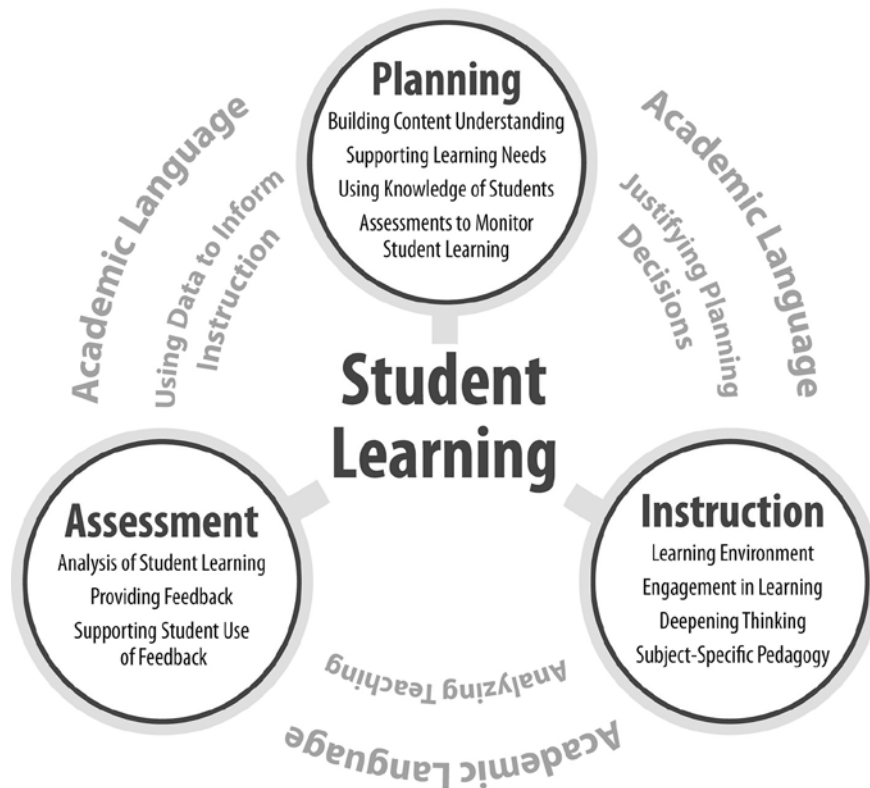 Planning
Building Content Understanding
Supporting Learning Needs
Using Knowledge of Students
Assessments to Monitor
Student Learning
Academic Language
Using Data to Inform
Instruction
Academic Language
Justifying Planning
Decisions
Student
Learning
Assessment
Analysis of Student Learning
Providing Feedback
Supporting Student Use
of Feedback
Instruction
Learning Environment
Engagement in Learning
Deepening Thinking
Subject-Specific Pedagogy
Analyzing Teaching
Academic Language